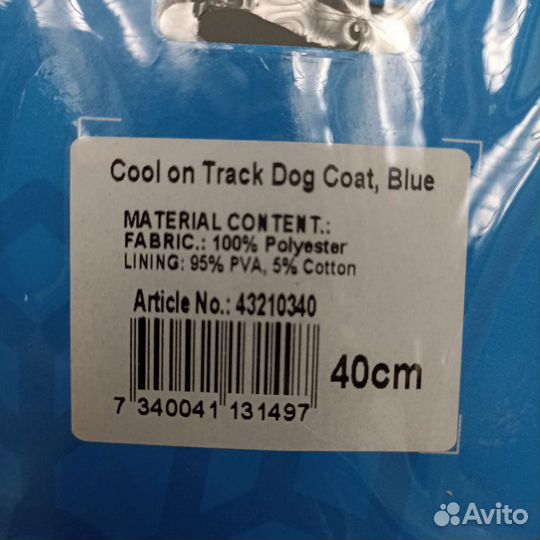 Cool on Track Dog Coat, Blue
MATERIAL CONTENT.:
FABRIC.: 100% Polyester
LINING: 95% PVA, 5% Cotton
Article No.: 43210340
40cm
7 340041 131497
Avito